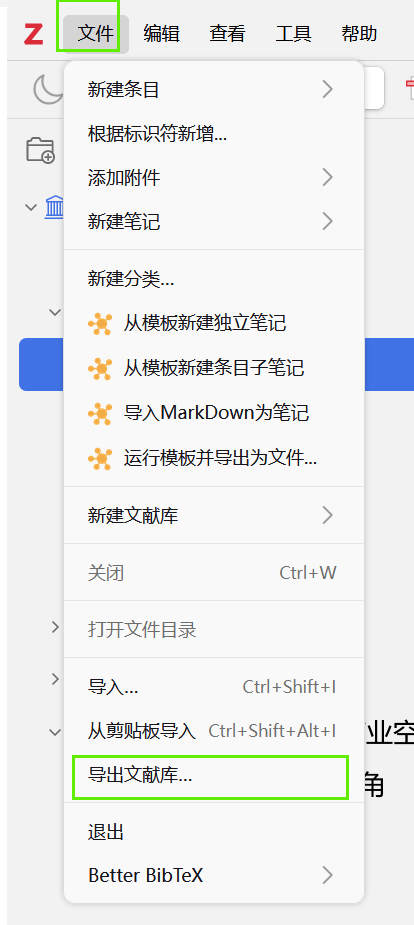 Z 文件 编辑 查看 工具 帮助
新建条目
根据标识符新增...
添加附件
新建笔记
新建分类...
从模板新建独立笔记
从模板新建条目子笔记
导入MarkDown为笔记
运行模板并导出为文件...
新建文献库
关闭 Ctrl+W
打开文件目录
导入... Ctrl+Shift+I
从剪贴板导入 Ctrl+Shift+Alt+I
业空
导出文献库...
角
退出
Better BibTeX